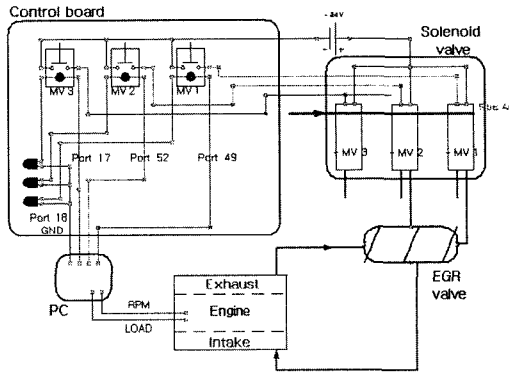 Control board
Solenoid
valve
MV 3
MV 2
MV 1
Port 17
Port 52
Port 49
MV 3
MV 2
MV 1
Port 18
GND
PC
RPM
LOAD
Exhaust
Engine
Intake
EGR
valve